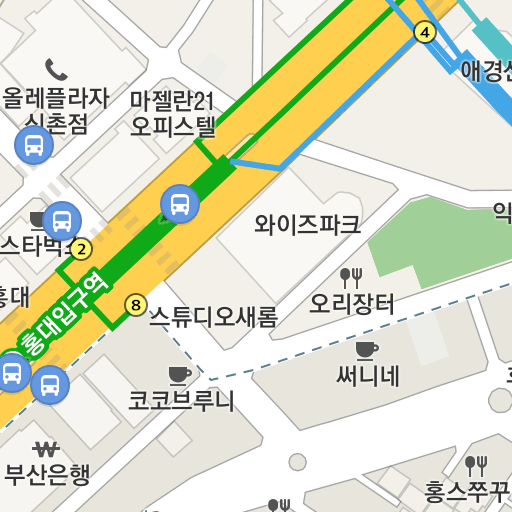 4
애경
올레플라자
신촌점
마젤란21
오피스텔
와이즈파크
익
스타벅스
2
홍대
홍대입구역
8
스튜디오새롬
오리장터
써니네
코코브루니
부산은행
홍스쭈꾸